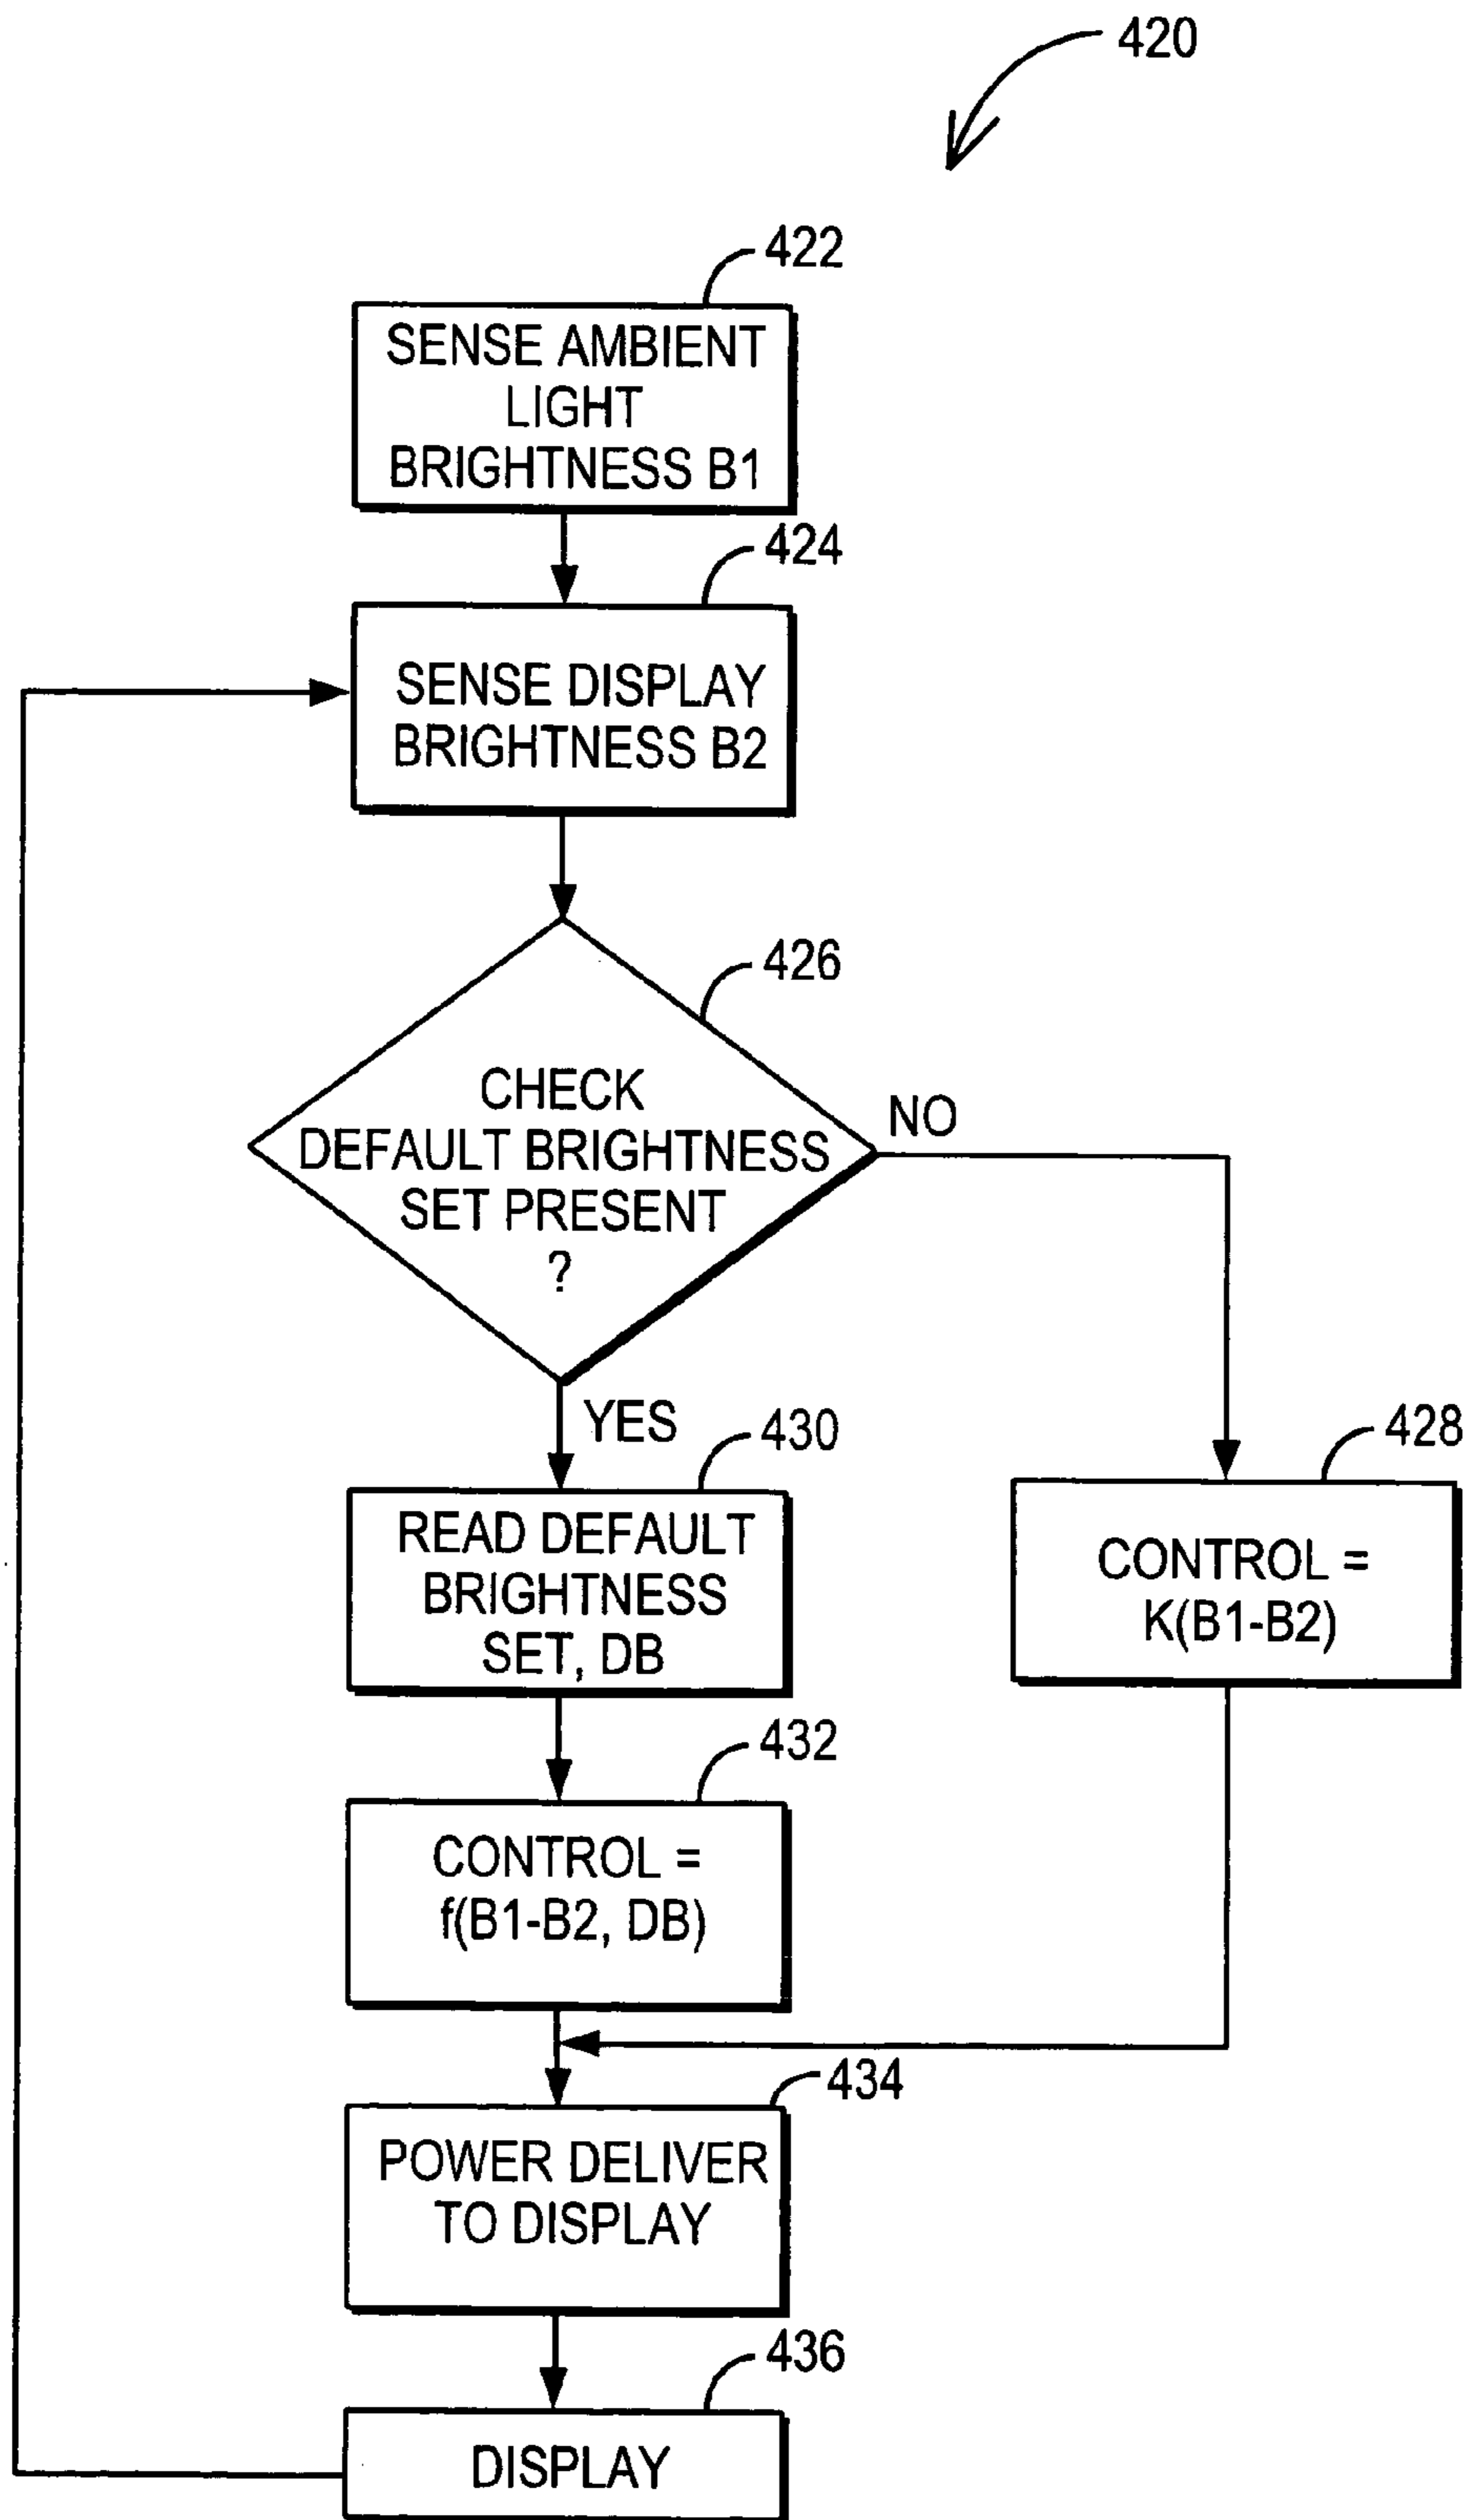 420
422
SENSE AMBIENT
LIGHT
BRIGHTNESS B1
424
SENSE DISPLAY
BRIGHTNESS B2
426
CHECK
DEFAULT BRIGHTNESS
SET PRESENT
?
NO
YES
430
READ DEFAULT
BRIGHTNESS
SET, DB
428
CONTROL =
K(B1-B2)
432
CONTROL =
f(B1-B2, DB)
434
POWER DELIVER
TO DISPLAY
436
DISPLAY